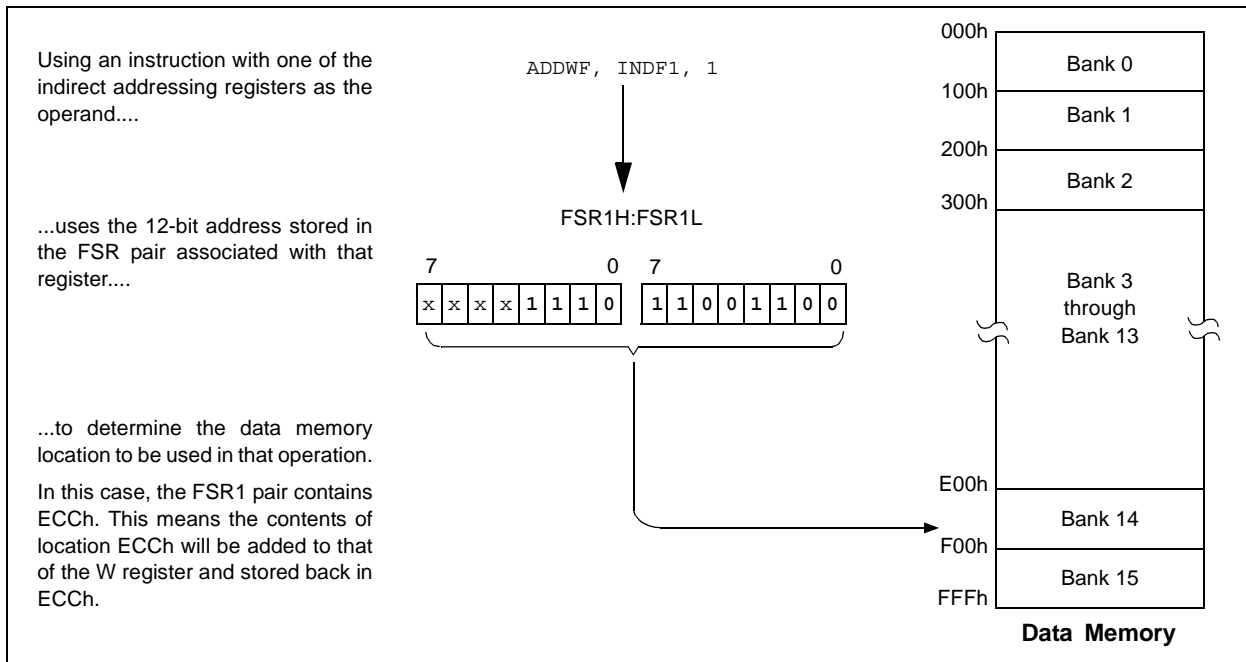 Using an instruction with one of the
indirect addressing registers as the
operand....
ADDWF, INDF1, 1
...uses the 12-bit address stored in
the FSR pair associated with that
register....
FSR1H:FSR1L
7 0 7 0
x x x x 1 1 1 0 1 1 0 0 1 1 0 0
...to determine the data memory
location to be used in that operation.
In this case, the FSR1 pair contains
ECCh. This means the contents of
location ECCh will be added to that
of the W register and stored back in
ECCh.
000h
Bank 0
100h
Bank 1
200h
Bank 2
300h
Bank 3
through
Bank 13
E00h
Bank 14
F00h
Bank 15
FFFh
Data Memory